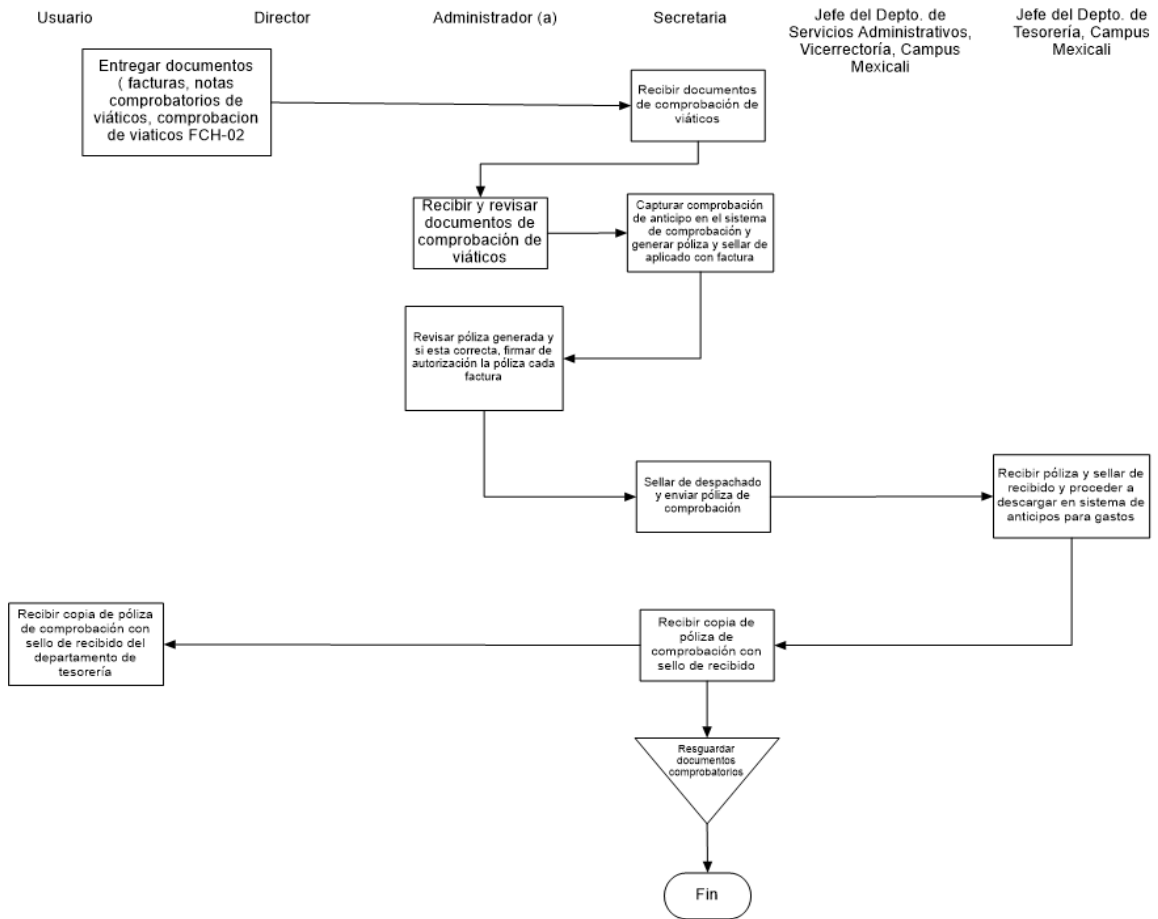 Usuario
Director
Administrador (a)
Secretaria
Jefe del Depto. de
Servicios Administrativos,
Vicerrectoría, Campus
Mexicali
Jefe del Depto. de
Tesorería, Campus
Mexicali
Entregar documentos
( facturas, notas
comprobatorios de
viáticos, comprobacion
de viaticos FCH-02
Recibir documentos
de comprobación de
viáticos
Recibir y revisar
documentos de
comprobación de
viáticos
Capturar comprobación
de anticipo en el sistema
de comprobación y
generar póliza y sellar de
aplicado con factura
Revisar póliza generada y
si esta correcta, firmar de
autorización la póliza cada
factura
Sellar de despachado
y enviar póliza de
comprobación
Recibir póliza y sellar de
recibido y proceder a
descargar en sistema de
anticipos para gastos
Recibir copia de póliza
de comprobación con
sello de recibido del
departamento de
tesorería
Recibir copia de
póliza de
comprobación con
sello de recibido
Resguardar
documentos
comprobatorios
Fin